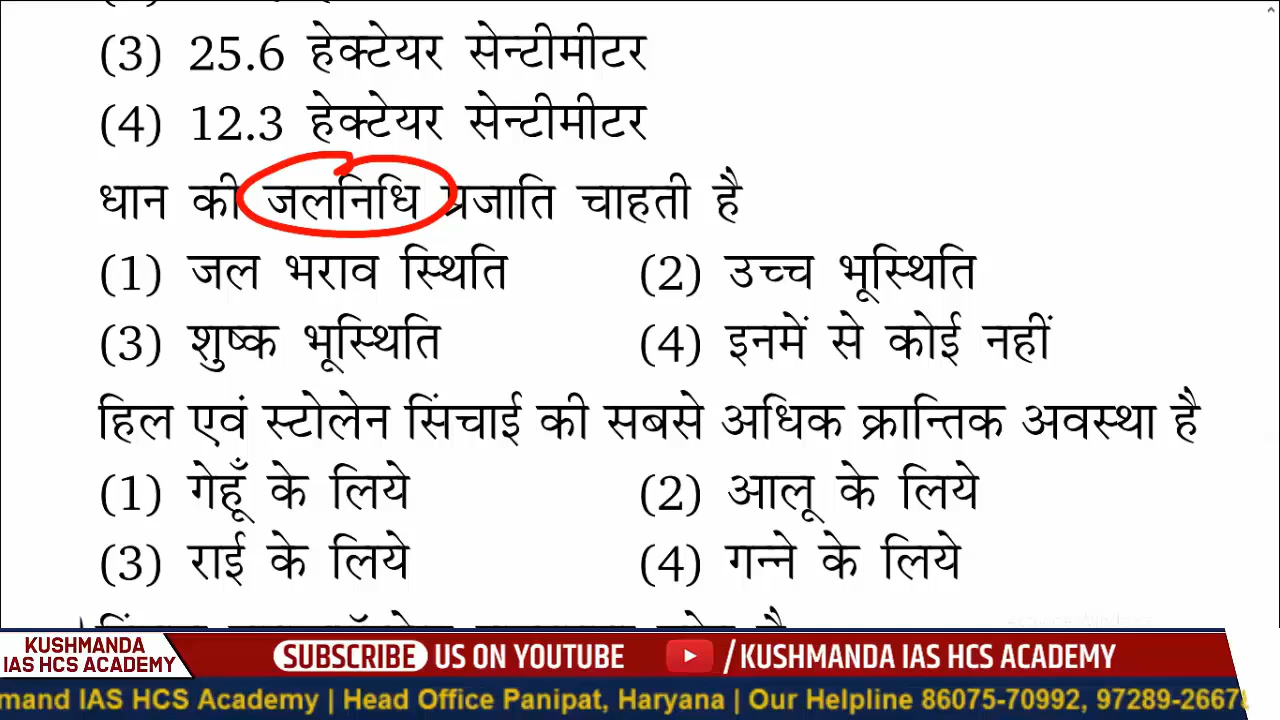 (3) 25.6 हेक्टेयर सेन्टीमीटर
(4) 12.3 हेक्टेयर सेन्टीमीटर
धान की जलनिधि प्रजाति चाहती है
(1) जल भराव स्थिति (2) उच्च भूस्थिति
(3) शुष्क भूस्थिति (4) इनमें से कोई नहीं
हिल एवं स्टोलेन सिंचाई की सबसे अधिक क्रान्तिक अवस्था है
(1) गेहूँ के लिये (2) आलू के लिये
(3) राई के लिये (4) गन्ने के लिये
KUSHMANDA
IAS HCS ACADEMY
SUBSCRIBE US ON YOUTUBE /KUSHMANDA IAS HCS ACADEMY
mand IAS HCS Academy | Head Office Panipat, Haryana | Our Helpline 86075-70992, 97289-2667